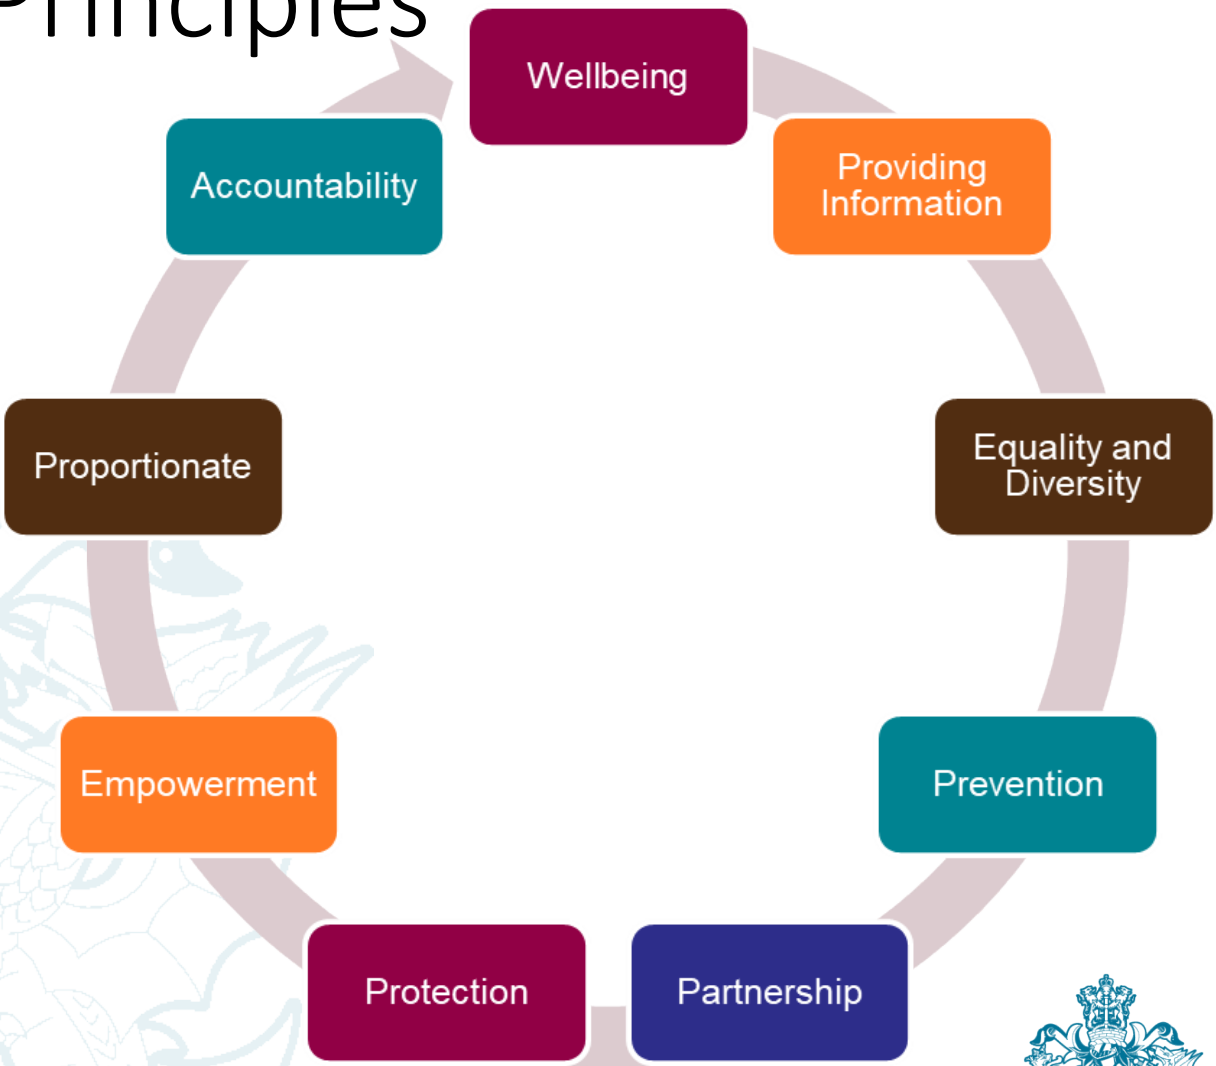 Principles
Wellbeing
Providing
Information
Equality and
Diversity
Prevention
Partnership
Protection
Empowerment
Proportionate
Accountability